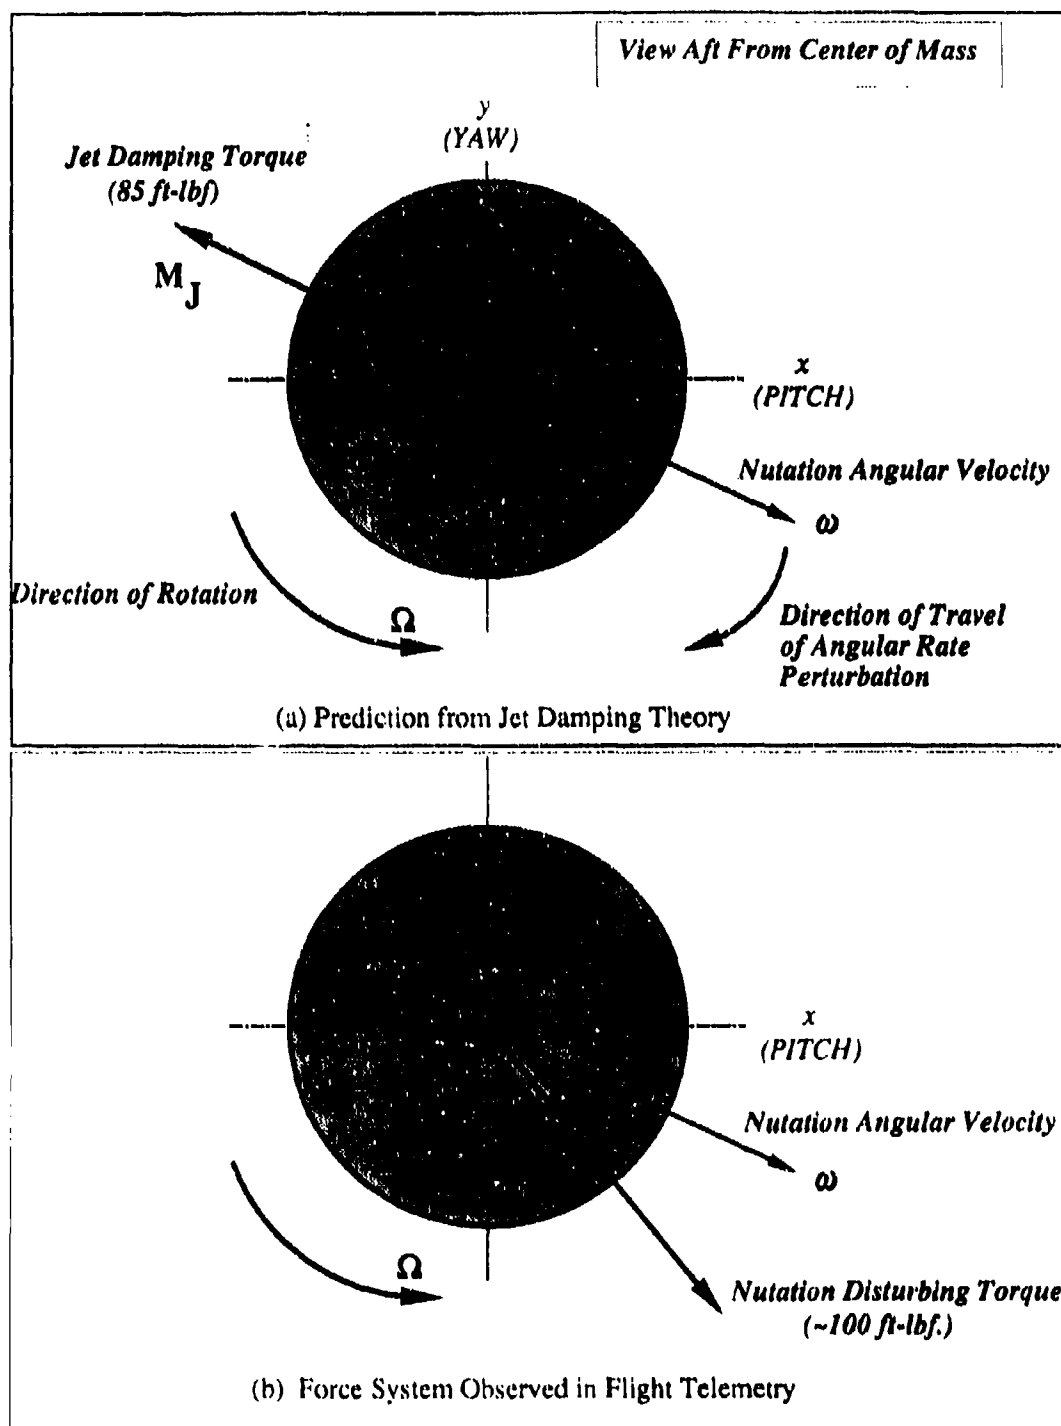 View Aft From Center of Mass
y
(YAW)
Jet Damping Torque
(85 ft-lbf)
M_J
x
(PITCH)
Nutation Angular Velocity
ω
Direction of Rotation
Ω
Direction of Travel
of Angular Rate
Perturbation
(a) Prediction from Jet Damping Theory
x
(PITCH)
Nutation Angular Velocity
ω
Ω
Nutation Disturbing Torque
(~100 ft-lbf.)
(b) Force System Observed in Flight Telemetry